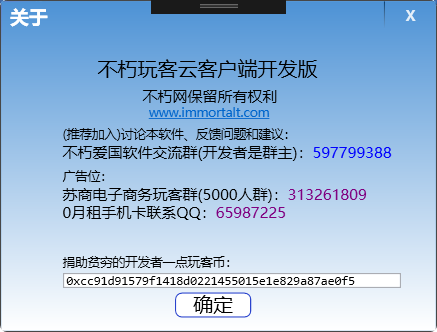 关于
X
不朽玩客云客户端开发版
不朽网保留所有权利
www.immortalt.com
(推荐加入)讨论本软件、反馈问题和建议：
不朽爱国软件交流群(开发者是群主)：597799388
广告位：
苏商电子商务玩客群(5000人群)：313261809
0月租手机卡联系QQ：65987225
捐助贫穷的开发者一点玩客币：
0xcc91d91579f1418d0221455015e1e829a87ae0f5
确定